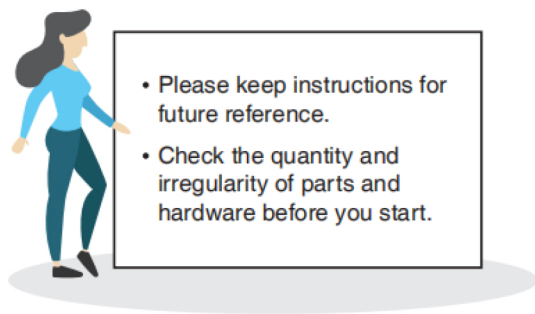 • Please keep instructions for
future reference.
• Check the quantity and
irregularity of parts and
hardware before you start.